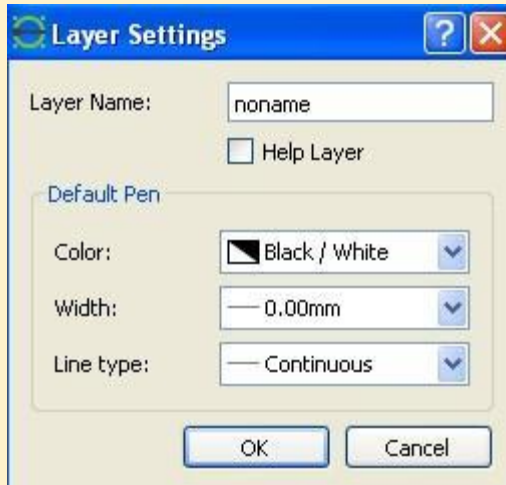 Layer Settings
?
Layer Name: noname
Help Layer
Default Pen
Color: Black / White
Width: 0.00mm
Line type: Continuous
OK Cancel